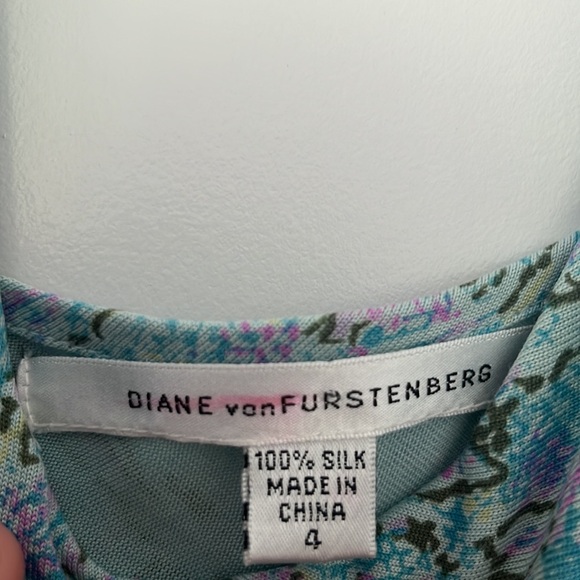 DIANE vonFURSTENBERG
100% SILK
MADE IN
CHINA
4